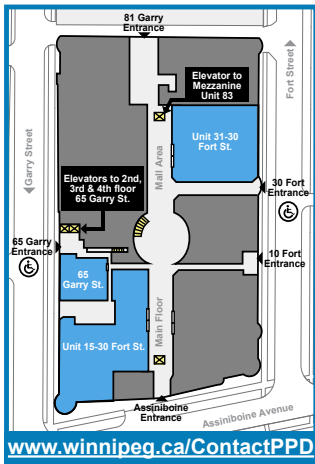 81 Garry
Entrance
Elevator to
Mezzanine
Unit 83
Fort Street
Unit 31-30
Fort St.
Mall Area
Garry Street
Elevators to 2nd,
3rd & 4th floor
65 Garry St.
30 Fort
Entrance
65 Garry
Entrance
10 Fort
Entrance
65
Garry St.
Main Floor
Unit 15-30 Fort St.
Assiniboine
Entrance
Assiniboine Avenue
www.winnipeg.ca/ContactPPD